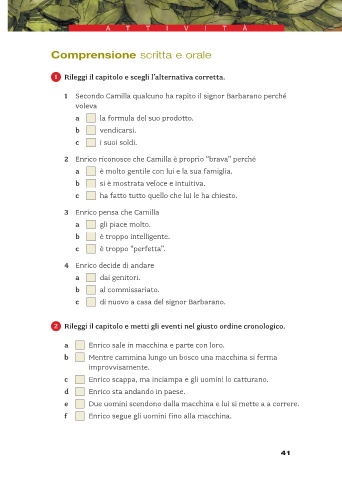 ATTIVITÀ
Comprensione scritta e orale
1 Rileggi il capitolo e scegli l'alternativa corretta.
1 Secondo Camilla qualcuno ha rapito il signor Barbarano perché
voleva
a la formula del suo prodotto.
b vendicarsi.
c i suoi soldi.
2 Enrico riconosce che Camilla è proprio "brava" perché
a è molto gentile con lui e la sua famiglia.
b si è mostrata veloce e intuitiva.
c ha fatto tutto quello che lui le ha chiesto.
3 Enrico pensa che Camilla
a gli piace molto.
b è troppo intelligente.
c è troppo "perfetta".
4 Enrico decide di andare
a dai genitori.
b al commissariato.
c di nuovo a casa del signor Barbarano.
2 Rileggi il capitolo e metti gli eventi nel giusto ordine cronologico.
a Enrico sale in macchina e parte con loro.
b Mentre cammina lungo un bosco una macchina si ferma
improvvisamente.
c Enrico scappa, ma inciampa e gli uomini lo catturano.
d Enrico sta andando in paese.
e Due uomini scendono dalla macchina e lui si mette a a correre.
f Enrico segue gli uomini fino alla macchina.
41